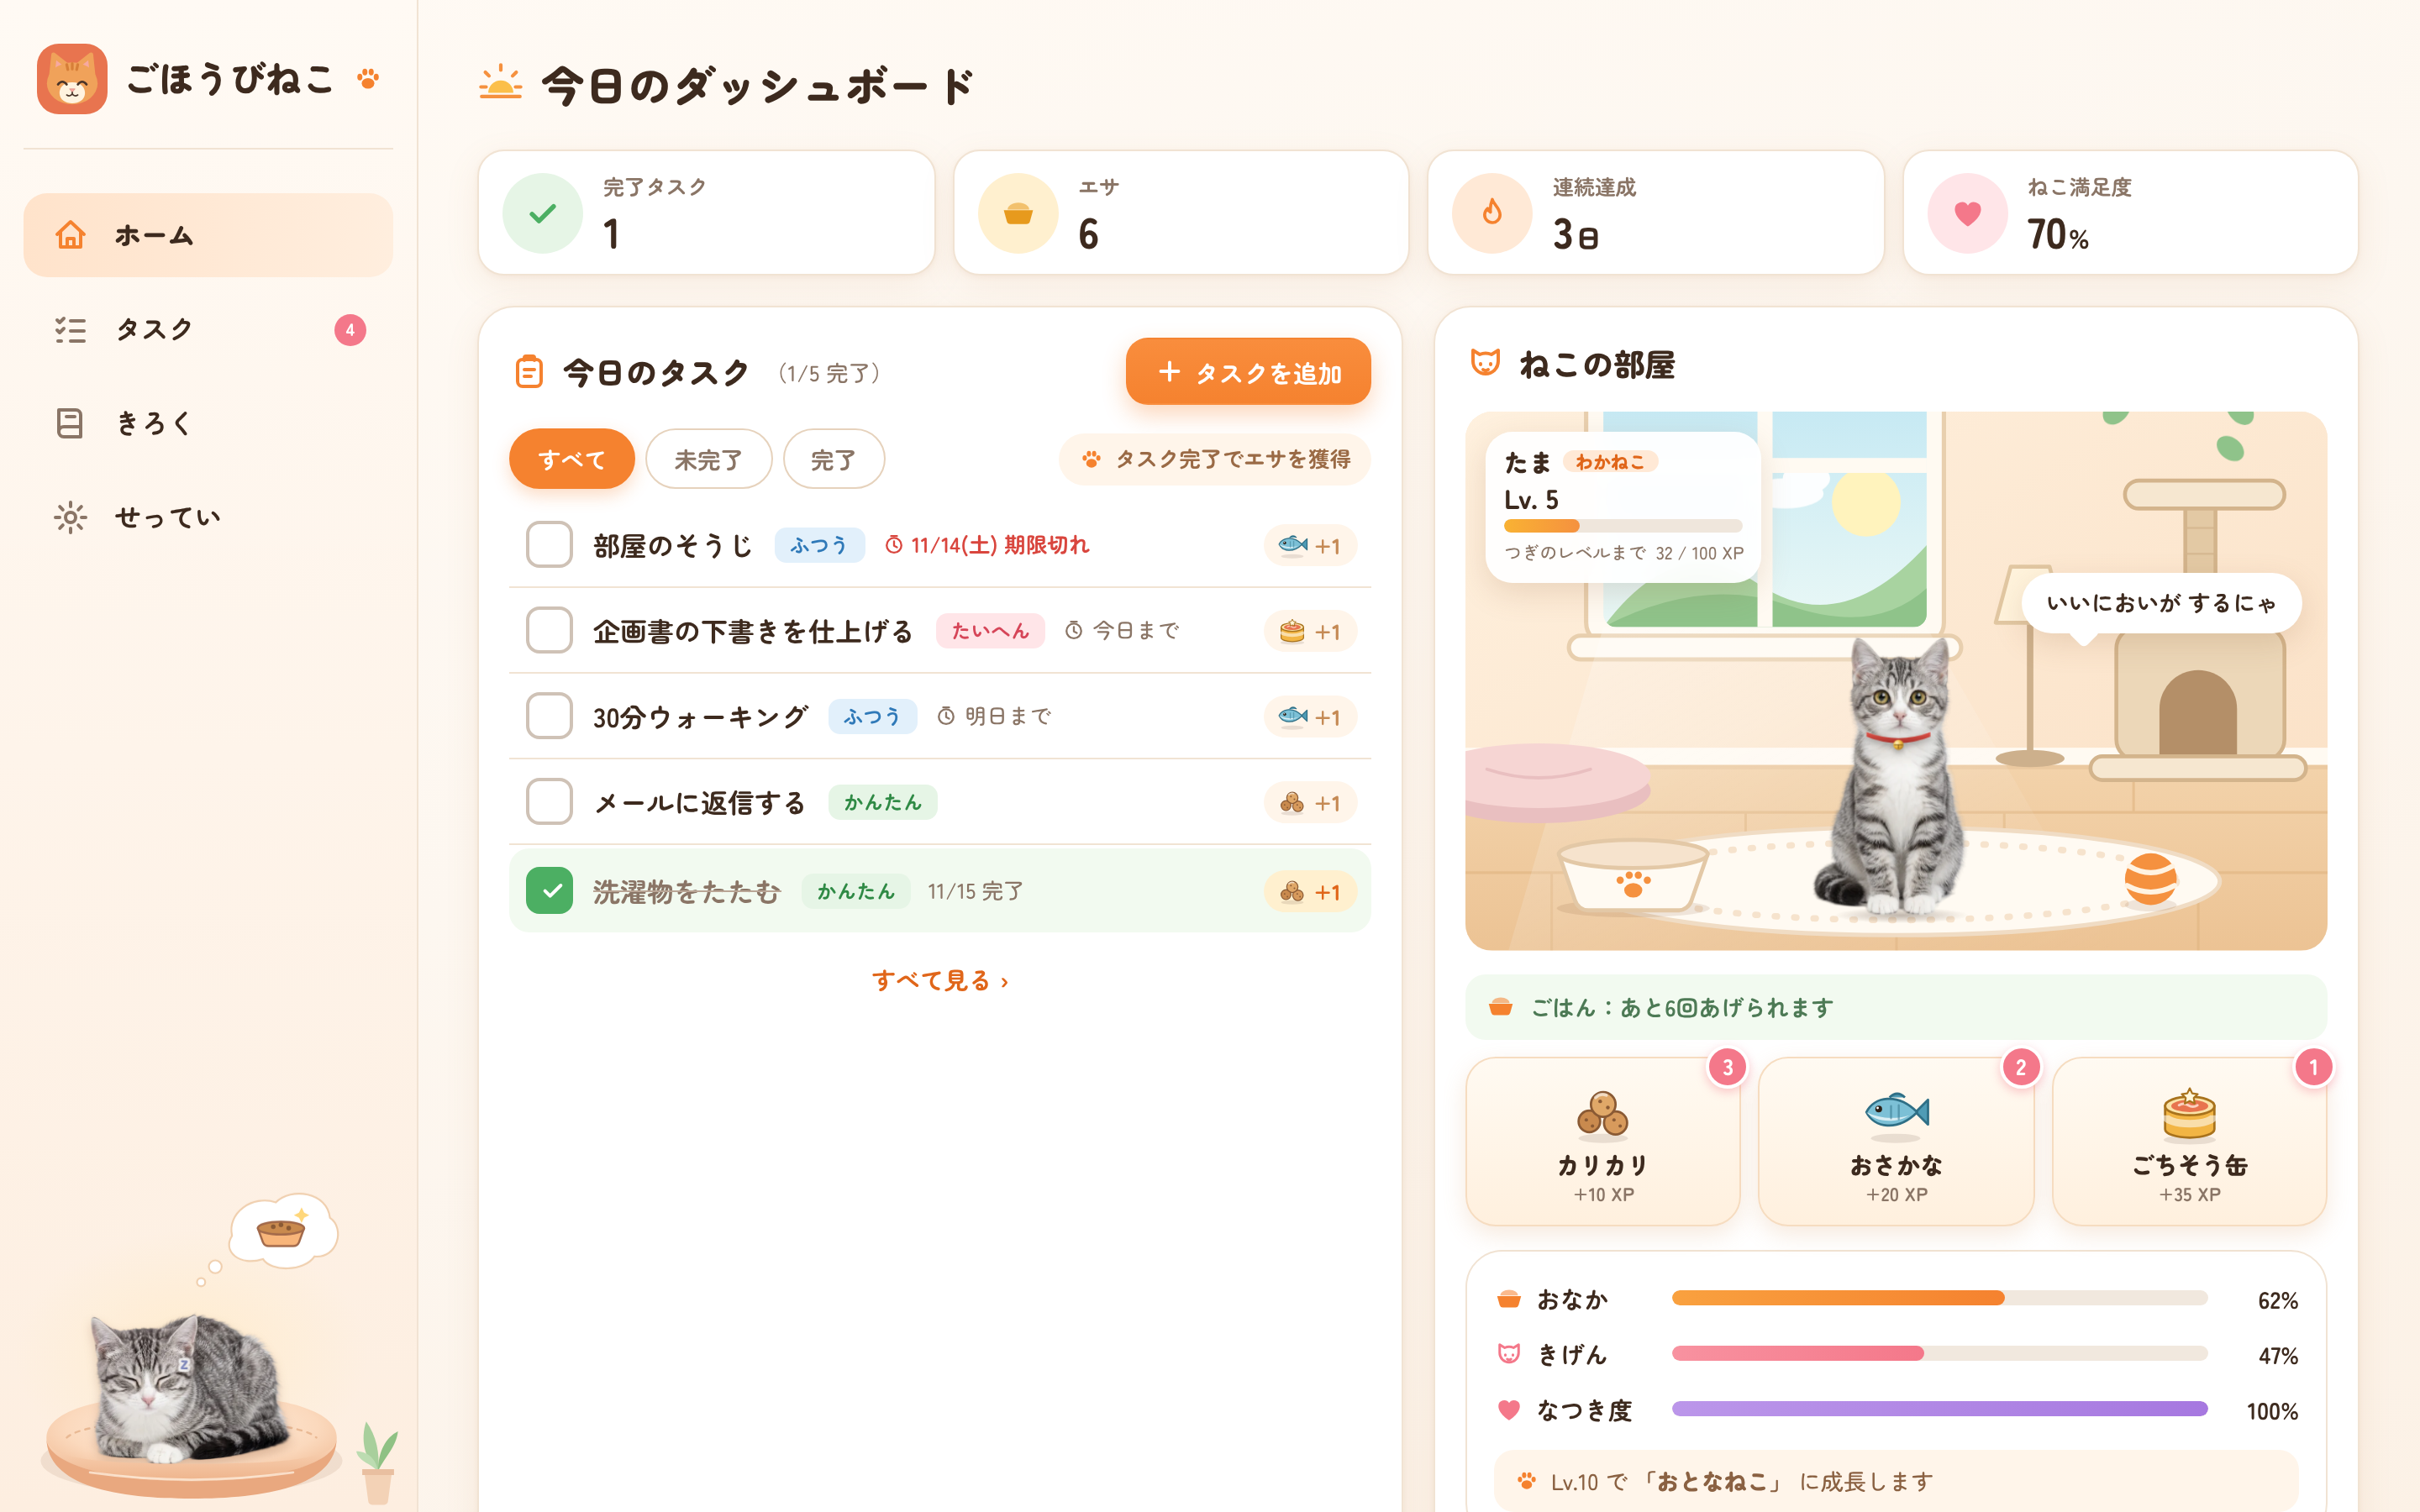 ごほうびねこ
ホーム
タスク 4
きろく
せってい
今日のダッシュボード
完了タスク
1
エサ
6
連続達成
3日
ねこ満足度
70%
今日のタスク (1/5 完了)
+ タスクを追加
すべて 未完了 完了
タスク完了でエサを獲得
部屋のそうじ ふつう 11/14(土) 期限切れ +1
企画書の下書きを仕上げる たいへん 今日まで +1
30分ウォーキング ふつう 明日まで +1
メールに返信する かんたん +1
洗濯物をたたむ かんたん 11/15 完了 +1
すべて見る ›
ねこの部屋
たま わかねこ
Lv. 5
つぎのレベルまで 32 / 100 XP
いいにおいが するにゃ
ごはん：あと6回あげられます
3
カリカリ
+10 XP
2
おさかな
+20 XP
1
ごちそう缶
+35 XP
おなか 62%
きげん 47%
なつき度 100%
Lv.10 で 「おとなねこ」 に成長します
z